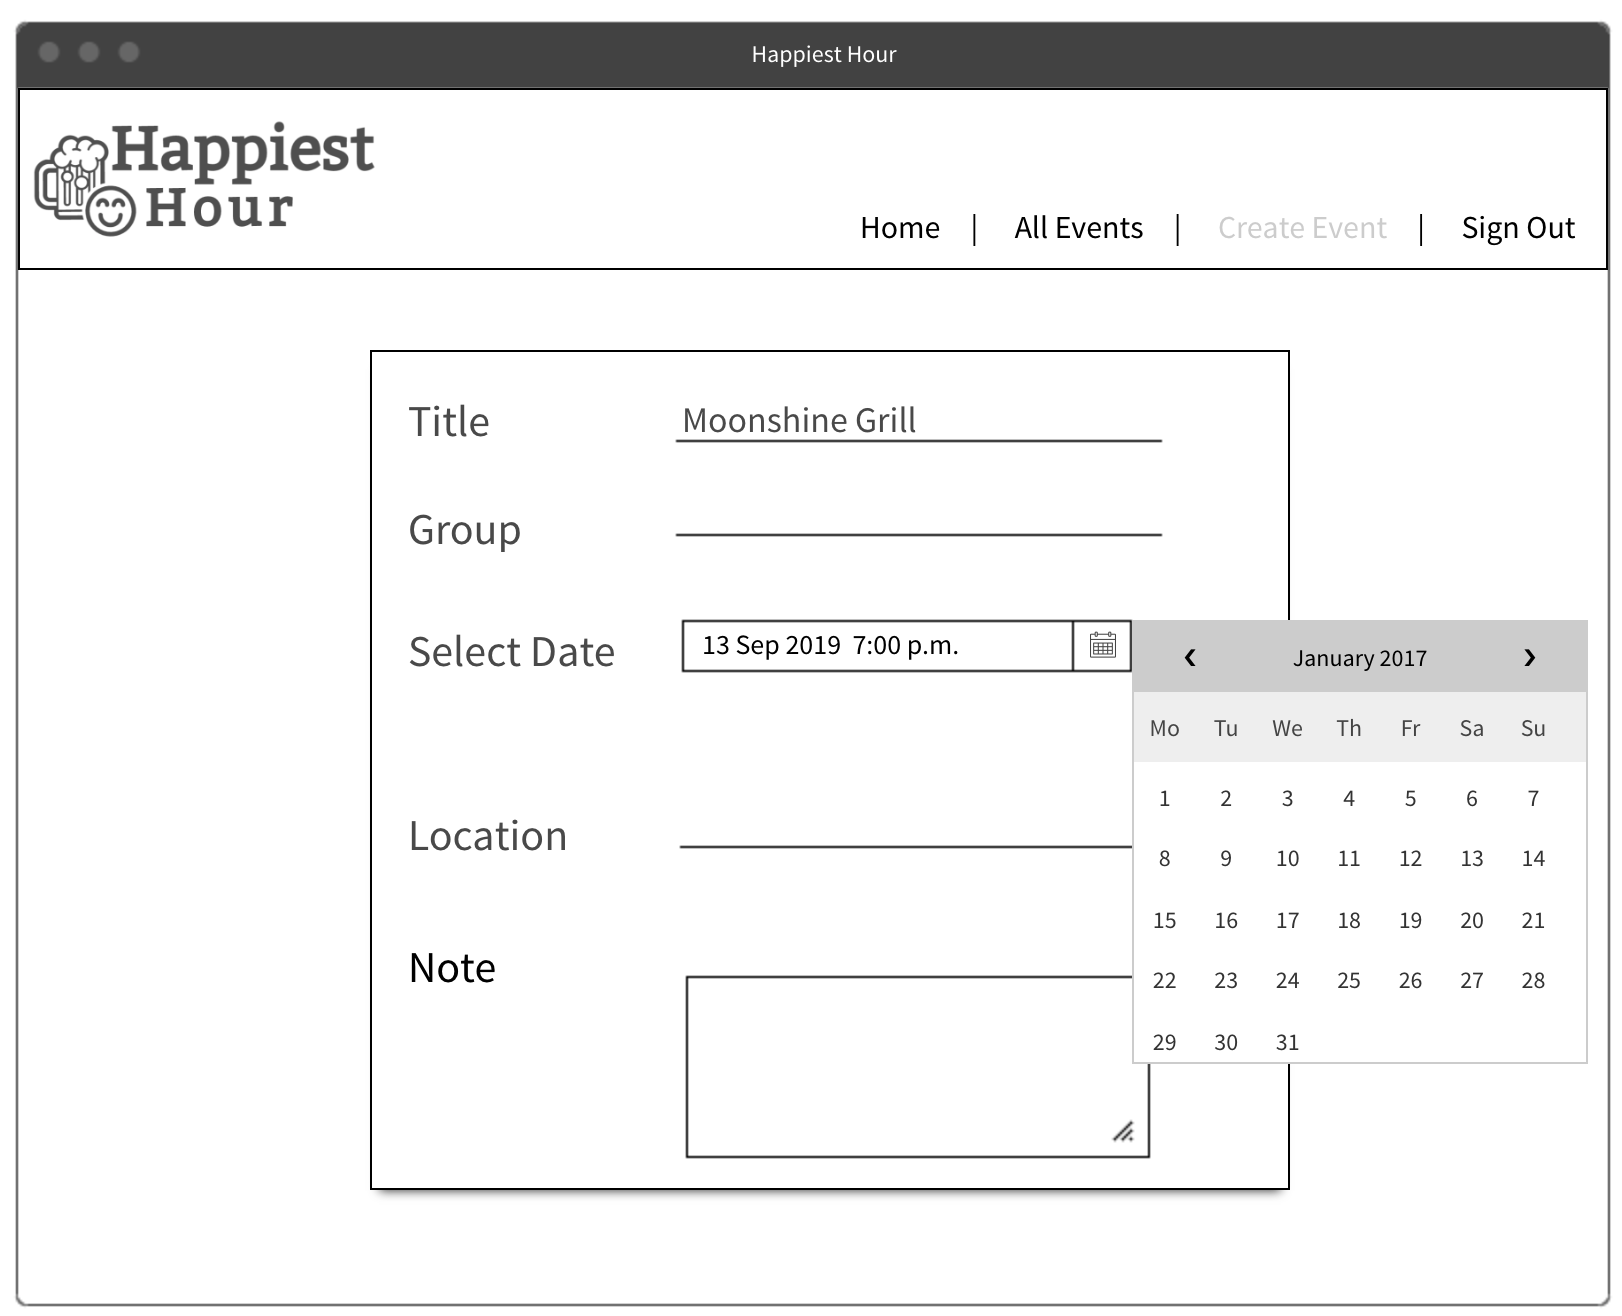 Happiest Hour
Happiest
Hour
Home | All Events | Create Event | Sign Out
Title Moonshine Grill
Group
Select Date 13 Sep 2019 7:00 p.m.
‹ January 2017 ›
Mo Tu We Th Fr Sa Su
1 2 3 4 5 6 7
8 9 10 11 12 13 14
15 16 17 18 19 20 21
22 23 24 25 26 27 28
29 30 31
Location
Note